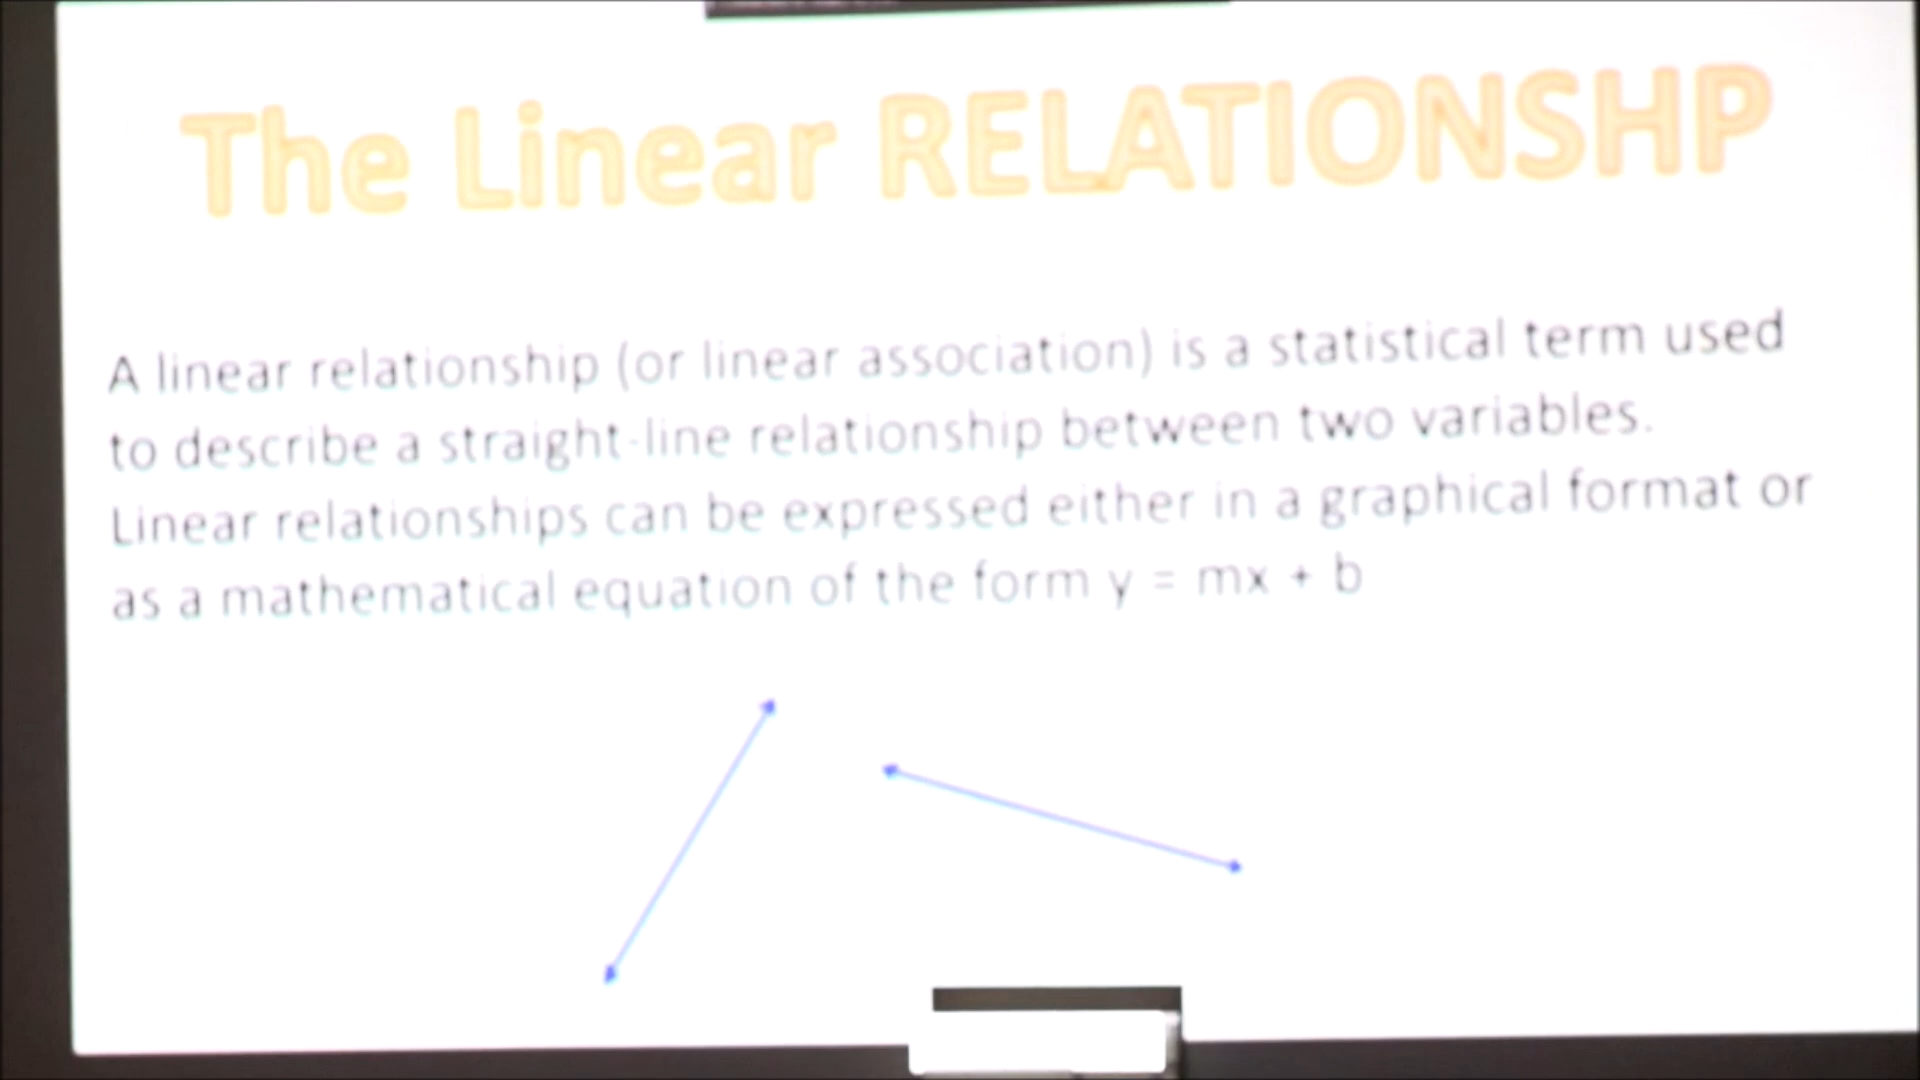 The Linear RELATIONSHP
A linear relationship (or linear association) is a statistical term used
to describe a straight-line relationship between two variables.
Linear relationships can be expressed either in a graphical format or
as a mathematical equation of the form y = mx + b